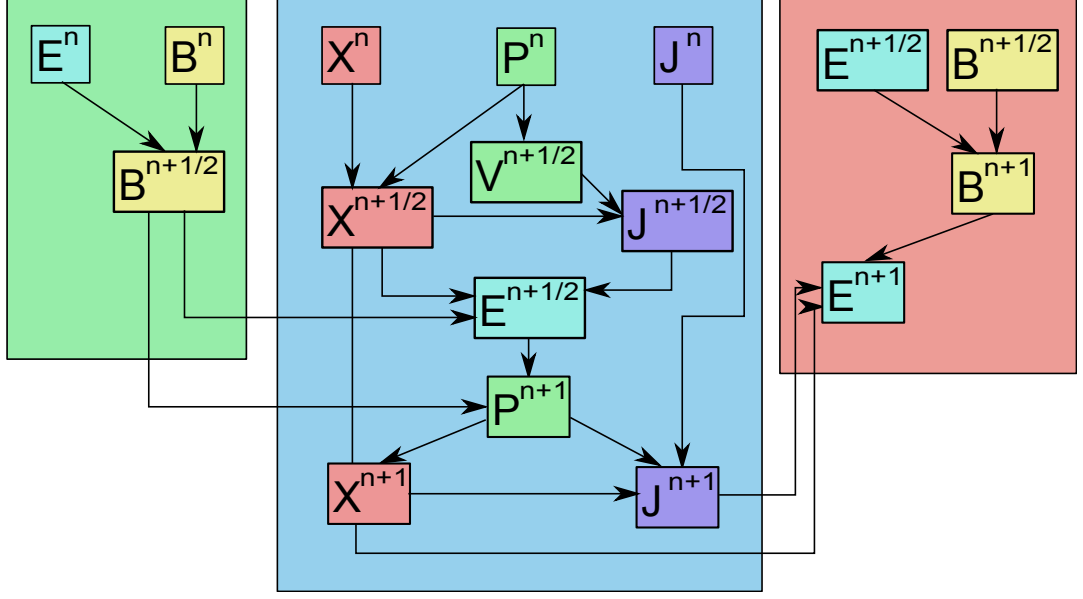 E^n
B^n
B^n+1/2
X^n
P^n
J^n
V^n+1/2
X^n+1/2
J^n+1/2
E^n+1/2
P^n+1
X^n+1
J^n+1
E^n+1/2
B^n+1/2
B^n+1
E^n+1